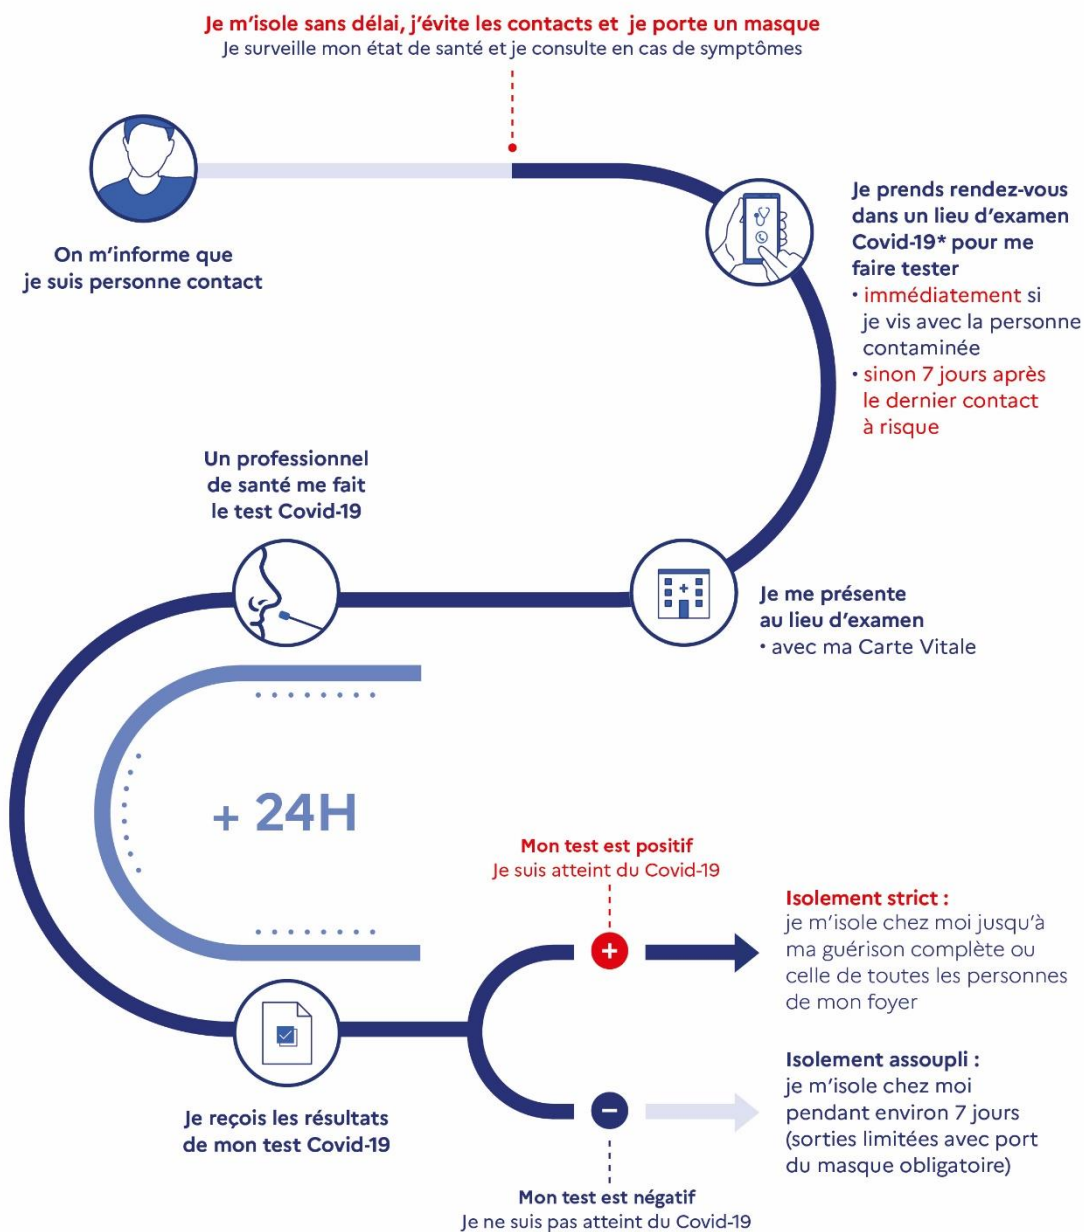 Je m'isole sans délai, j'évite les contacts et je porte un masque
Je surveille mon état de santé et je consulte en cas de symptômes
On m'informe que
je suis personne contact
Je prends rendez-vous
dans un lieu d'examen
Covid-19* pour me
faire tester
• immédiatement si
je vis avec la personne
contaminée
• sinon 7 jours après
le dernier contact
à risque
Je me présente
au lieu d'examen
• avec ma Carte Vitale
Un professionnel
de santé me fait
le test Covid-19
+ 24H
Je reçois les résultats
de mon test Covid-19
Mon test est positif
Je suis atteint du Covid-19
+
Isolement strict :
je m'isole chez moi jusqu'à
ma guérison complète ou
celle de toutes les personnes
de mon foyer
Isolement assoupli :
je m'isole chez moi
pendant environ 7 jours
(sorties limitées avec port
du masque obligatoire)
−
Mon test est négatif
Je ne suis pas atteint du Covid-19